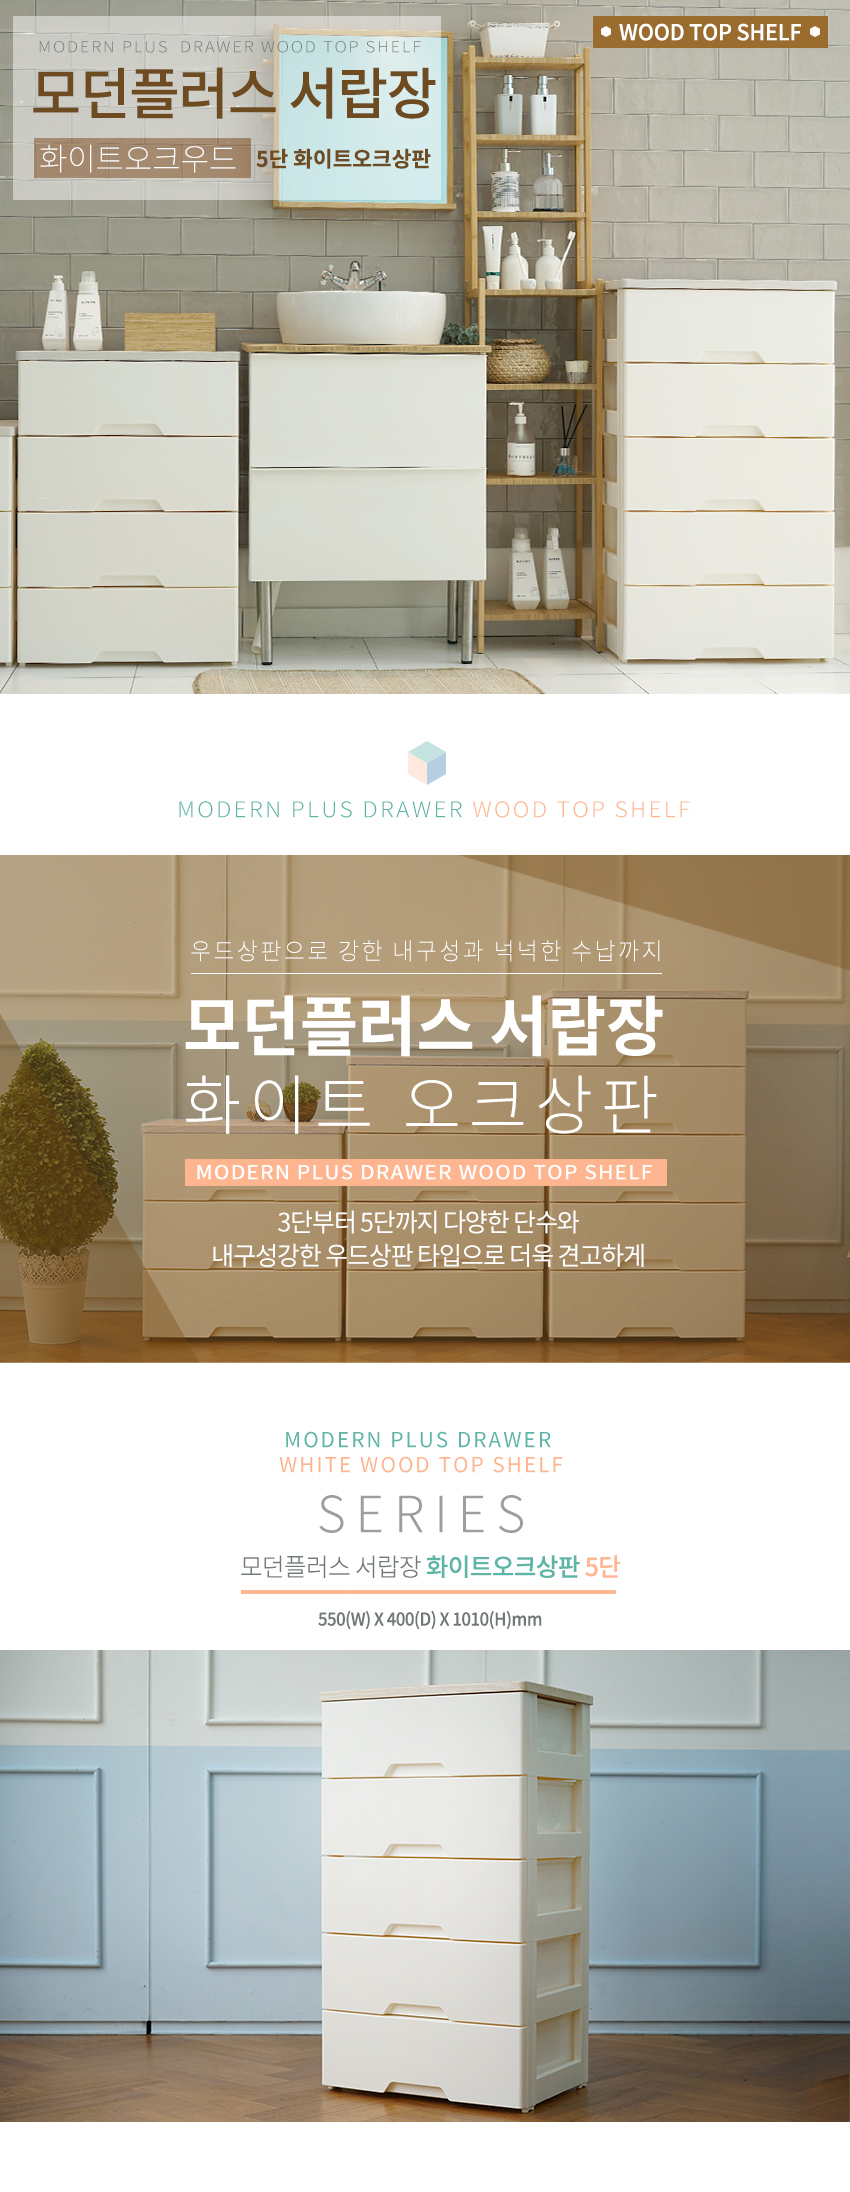 MODERN PLUS DRAWER WOOD TOP SHELF
모던플러스 서랍장
화이트오크우드 5단 화이트오크상판
WOOD TOP SHELF
MODERN PLUS DRAWER WOOD TOP SHELF
우드상판으로 강한 내구성과 넉넉한 수납까지
모던플러스 서랍장
화이트 오크상판
MODERN PLUS DRAWER WOOD TOP SHELF
3단부터 5단까지 다양한 단수와
내구성강한 우드상판 타입으로 더욱 견고하게
MODERN PLUS DRAWER
WHITE WOOD TOP SHELF
SERIES
모던플러스 서랍장 화이트오크상판 5단
550(W) X 400(D) X 1010(H)mm